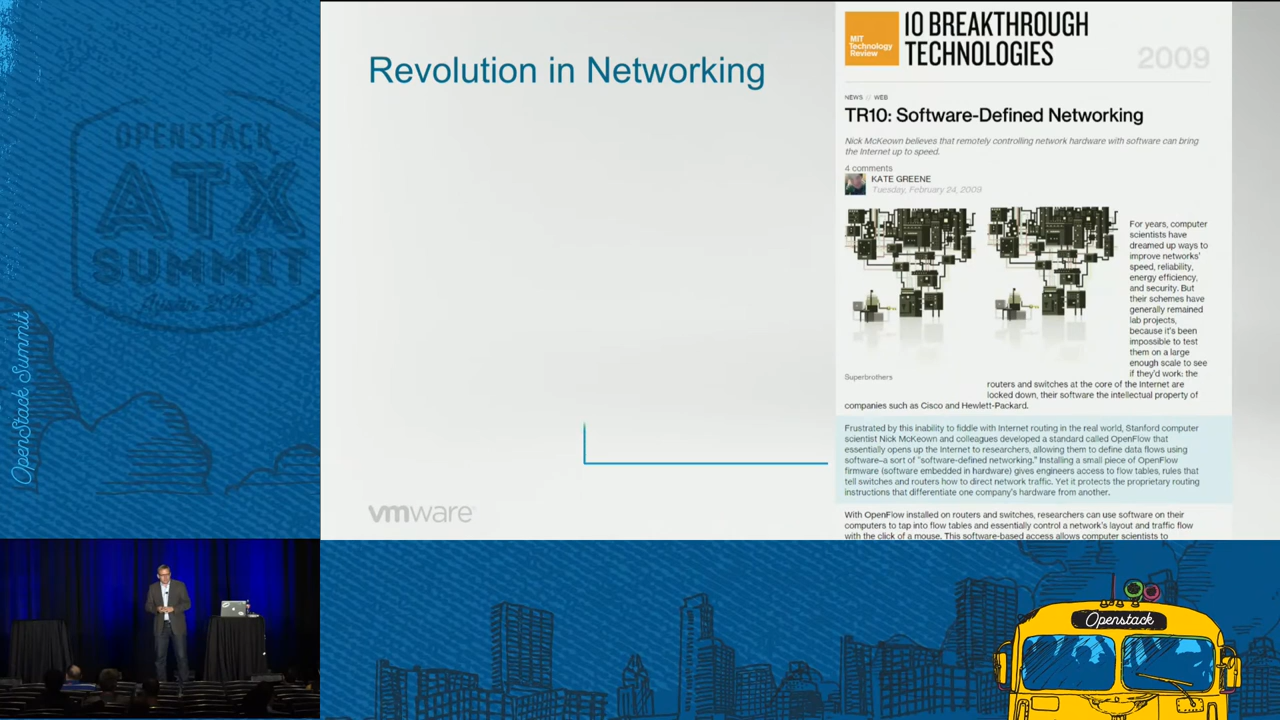 OPENSTACK
ATX
SUMMIT
OpenStack Summit
Revolution in Networking
vmware
MIT
Technology
Review
10 BREAKTHROUGH
TECHNOLOGIES
2009
NEWS WEB
TR10: Software-Defined Networking
Nick McKeown believes that remotely controlling network hardware with software can bring
the Internet up to speed.
4 comments
KATE GREENE
Tuesday, February 24, 2009
For years, computer
scientists have
dreamed up ways to
improve networks'
speed, reliability,
energy efficiency,
and security. But
their schemes have
generally remained
lab projects,
because it's been
impossible to test
them on a large
enough scale to see
if they'd work: the
Superbrothers
routers and switches at the core of the Internet are
locked down, their software the intellectual property of
companies such as Cisco and Hewlett-Packard.
Frustrated by this inability to fiddle with Internet routing in the real world, Stanford computer
scientist Nick McKeown and colleagues developed a standard called OpenFlow that
essentially opens up the Internet to researchers, allowing them to define data flows using
software–a sort of "software-defined networking." Installing a small piece of OpenFlow
firmware (software embedded in hardware) gives engineers access to flow tables, rules that
tell switches and routers how to direct network traffic. Yet it protects the proprietary routing
instructions that differentiate one company's hardware from another.
With OpenFlow installed on routers and switches, researchers can use software on their
computers to tap into flow tables and essentially control a network's layout and traffic flow
with the click of a mouse. This software-based access allows computer scientists to
Openstack